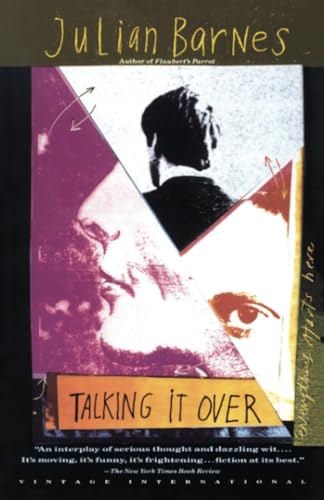 Julian Barnes
Author of Flaubert's Parrot
everything starts here
TALKING it OVER
"An interplay of serious thought and dazzling wit....
It's moving, it's funny, it's frightening...fiction at its best."
—The New York Times Book Review
VINTAGE INTERNATIONAL